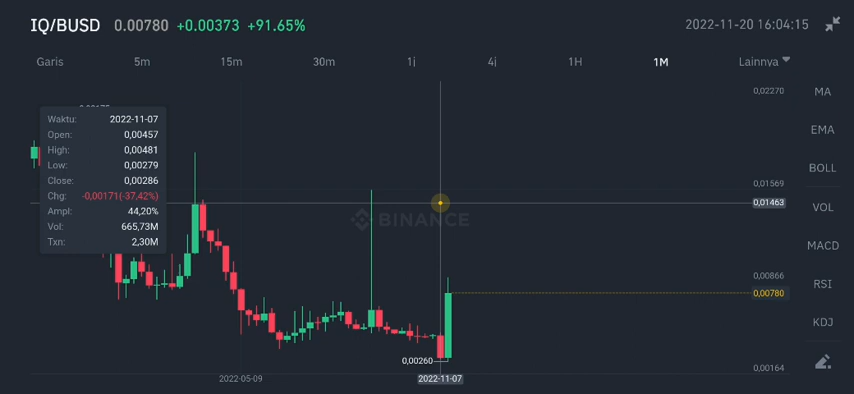 IQ/BUSD 0.00780 +0.00373 +91.65% 2022-11-20 16:04:15
Garis 5m 15m 30m 1j 4j 1H 1M Lainnya
0,02270
MA
Waktu: 2022-11-07
Open: 0,00457
High: 0,00481
Low: 0,00279
Close: 0,00286
Chg: -0,00171(-37,42%)
Ampl: 44,20%
Vol: 665,73M
Txn: 2,30M
EMA
BOLL
0,01569
0,01463
VOL
BINANCE
MACD
0,00866
RSI
0,00780
KDJ
0,00260
0,00164
2022-05-09 2022-11-07